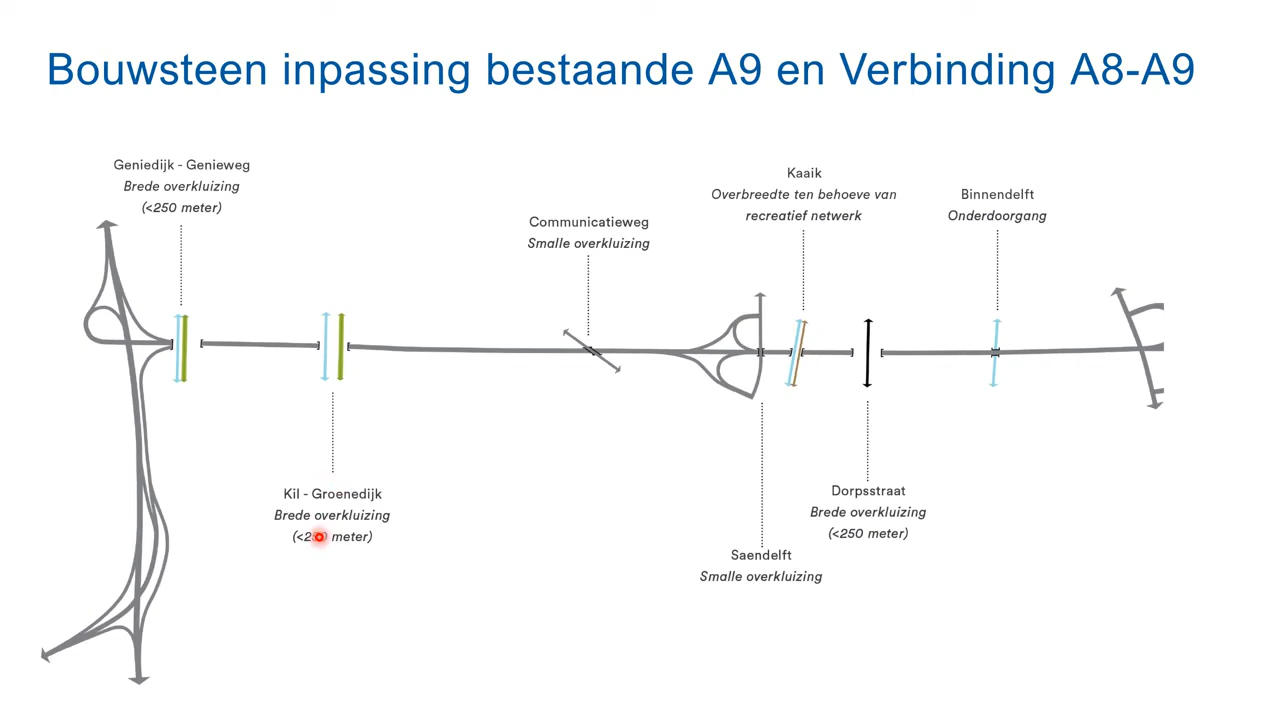 Bouwsteen inpassing bestaande A9 en Verbinding A8-A9
Geniedijk - Genieweg
Brede overkluizing
(<250 meter)
Communicatieweg
Smalle overkluizing
Kaaik
Overbreedte ten behoeve van
recreatief netwerk
Binnendelft
Onderdoorgang
Kil - Groenedijk
Brede overkluizing
meter)
Dorpsstraat
Brede overkluizing
(<250 meter)
Saendelft
Smalle overkluizing